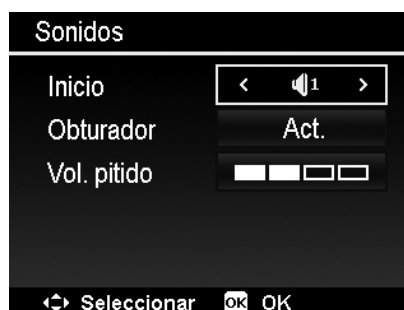 Sonidos
Inicio < 1 >
Obturador Act.
Vol. pitido
Seleccionar OK OK